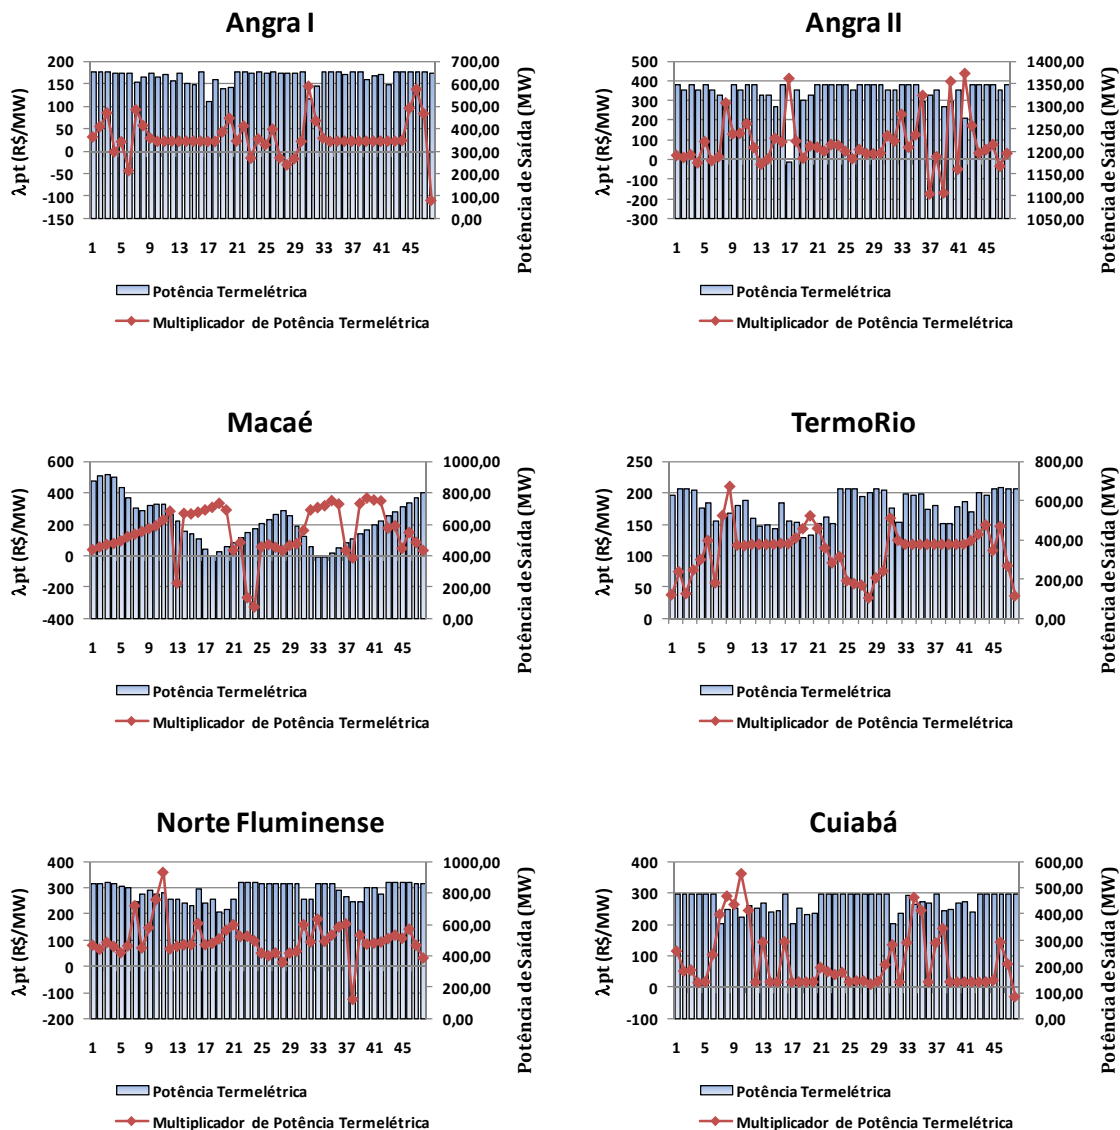 Angra I
λpt (R$/MW)
200
150
100
50
0
-50
-100
-150
700,00
600,00
500,00
400,00
300,00
200,00
100,00
0,00
Potência de Saída (MW)
1 5 9 13 17 21 25 29 33 37 41 45
Potência Termelétrica
Multiplicador de Potência Termelétrica
Angra II
λpt (R$/MW)
500
400
300
200
100
0
-100
-200
-300
1400,00
1350,00
1300,00
1250,00
1200,00
1150,00
1100,00
1050,00
Potência de Saída (MW)
1 5 9 13 17 21 25 29 33 37 41 45
Potência Termelétrica
Multiplicador de Potência Termelétrica
Macaé
λpt (R$/MW)
600
400
200
0
-200
-400
1000,00
800,00
600,00
400,00
200,00
0,00
Potência de Saída (MW)
1 5 9 13 17 21 25 29 33 37 41 45
Potência Termelétrica
Multiplicador de Potência Termelétrica
TermoRio
λpt (R$/MW)
250
200
150
100
50
0
800,00
600,00
400,00
200,00
0,00
Potência de Saída (MW)
1 5 9 13 17 21 25 29 33 37 41 45
Potência Termelétrica
Multiplicador de Potência Termelétrica
Norte Fluminense
λpt (R$/MW)
400
300
200
100
0
-100
-200
1000,00
800,00
600,00
400,00
200,00
0,00
Potência de Saída (MW)
1 5 9 13 17 21 25 29 33 37 41 45
Potência Termelétrica
Multiplicador de Potência Termelétrica
Cuiabá
λpt (R$/MW)
400
300
200
100
0
-100
600,00
500,00
400,00
300,00
200,00
100,00
0,00
Potência de Saída (MW)
1 5 9 13 17 21 25 29 33 37 41 45
Potência Termelétrica
Multiplicador de Potência Termelétrica